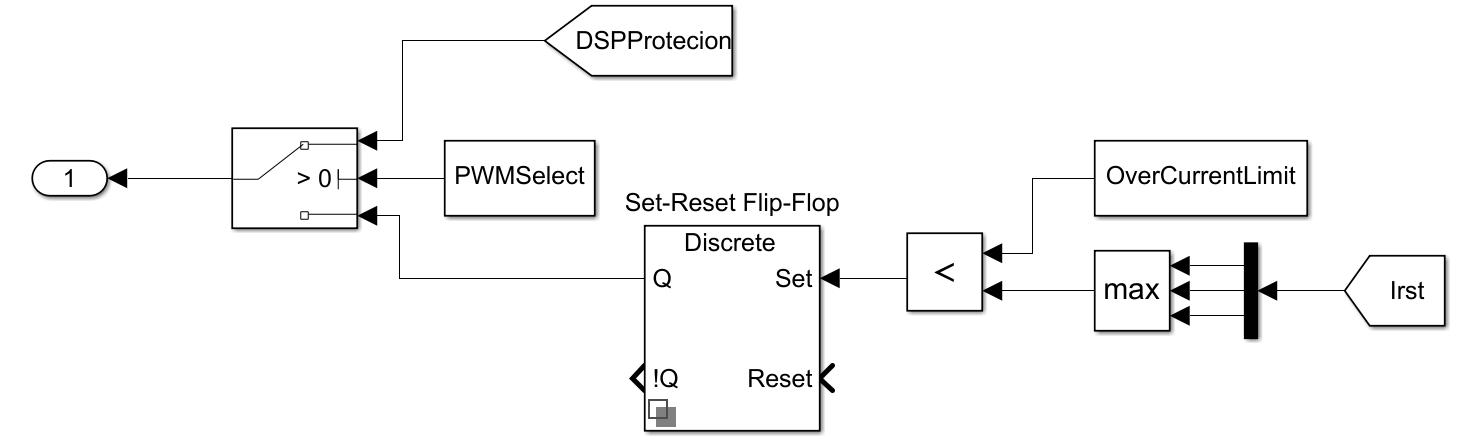 DSPProtecion
1
> 0
PWMSelect
OverCurrentLimit
Set-Reset Flip-Flop
Discrete
Q
Set
<
max
Irst
!Q
Reset